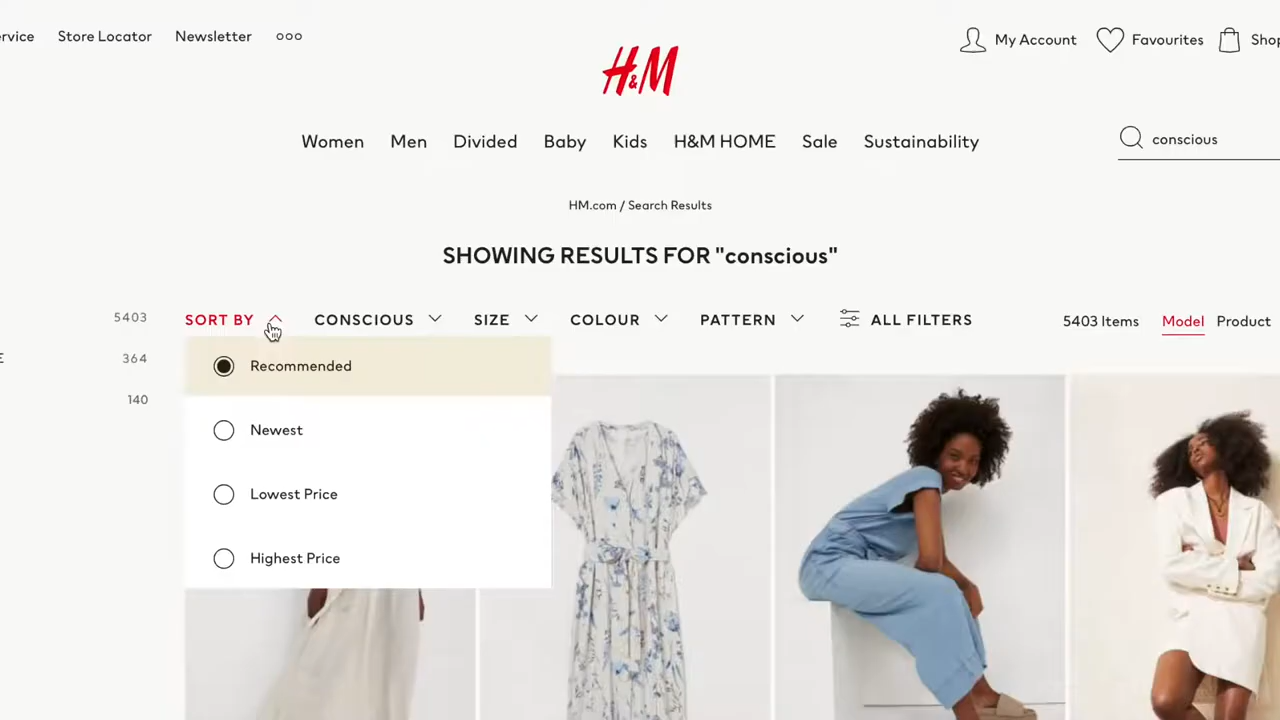 ervice Store Locator Newsletter
My Account Favourites Shop
H&M
Women Men Divided Baby Kids H&M HOME Sale Sustainability
conscious
HM.com / Search Results
SHOWING RESULTS FOR "conscious"
5403
SORT BY CONSCIOUS SIZE COLOUR PATTERN ALL FILTERS
5403 Items Model Product
E 364
140
Recommended
Newest
Lowest Price
Highest Price